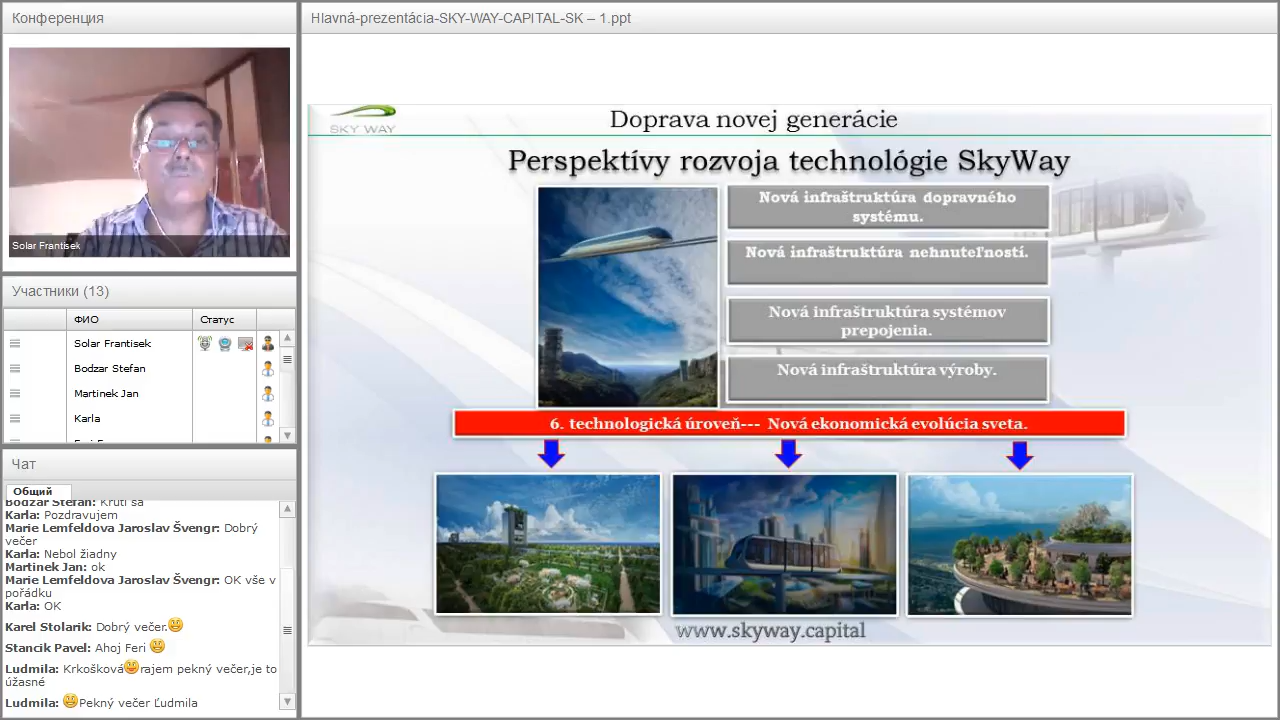 Конференция
Solar Frantisek
Участники (13)
ФИО Статус
Solar Frantisek
Bodzar Stefan
Martinek Jan
Karla
Чат
Общий
Bodzar Stefan: Kruti sa
Karla: Pozdravujem
Marie Lemfeldova Jaroslav Švengr: Dobrý
večer
Karla: Nebol žiadny
Martinek Jan: ok
Marie Lemfeldova Jaroslav Švengr: OK vše v
pořádku
Karla: OK
Karel Stolarik: Dobrý večer.
Stancik Pavel: Ahoj Feri
Ludmila: Krkošková rajem pekný večer,je to
úžasné
Ludmila: Pekný večer Ľudmila
Hlavná-prezentácia-SKY-WAY-CAPITAL-SK – 1.ppt
SKY WAY
Doprava novej generácie
Perspektívy rozvoja technológie SkyWay
Nová infraštruktúra dopravného
systému.
Nová infraštruktúra nehnuteľností.
Nová infraštruktúra systémov
prepojenia.
Nová infraštruktúra výroby.
6. technologická úroveň--- Nová ekonomická evolúcia sveta.
www.skyway.capital